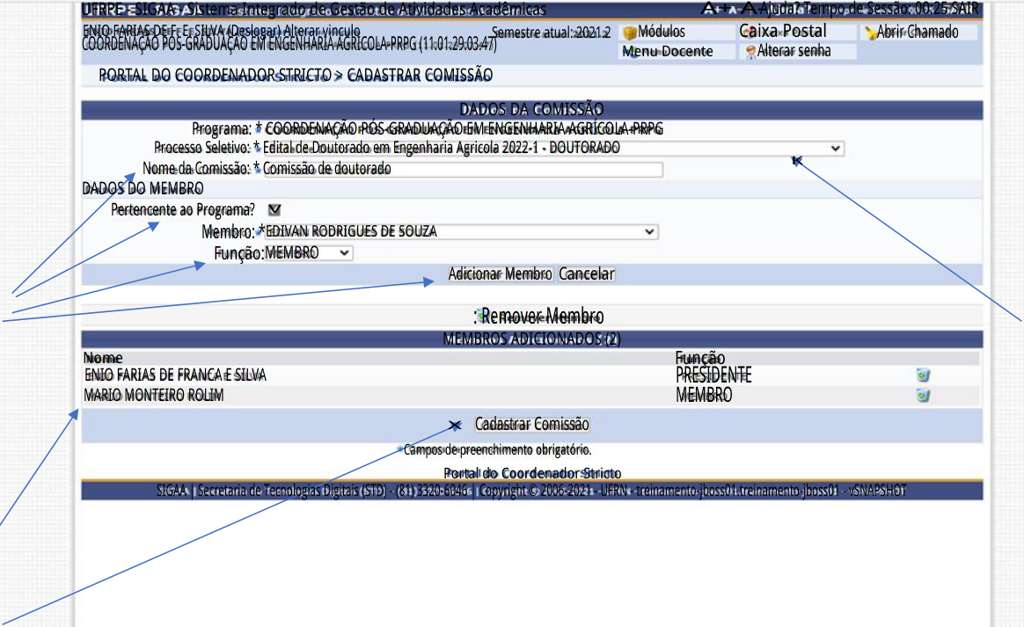 UFRPE - SIGAA - Sistema Integrado de Gestão de Atividades Acadêmicas A+ A- Ajuda? Tempo de Sessão: 00:25 SAIR
ENIO FARIAS DE F. E SILVA (Deslogar) Alterar vínculo
COORDENAÇÃO PÓS-GRADUAÇÃO EM ENGENHARIA AGRÍCOLA-PRPG (11.01.29.03.47)
Semestre atual: 2021.2
Módulos
Caixa Postal
Abrir Chamado
Menu Docente
Alterar senha
PORTAL DO COORDENADOR STRICTO > CADASTRAR COMISSÃO
DADOS DA COMISSÃO
Programa: * COORDENAÇÃO PÓS-GRADUAÇÃO EM ENGENHARIA AGRÍCOLA-PRPG
Processo Seletivo: * Edital de Doutorado em Engenharia Agricola 2022-1 - DOUTORADO
Nome da Comissão: * Comissão de doutorado
DADOS DO MEMBRO
Pertencente ao Programa?
Membro: * EDIVAN RODRIGUES DE SOUZA
Função: MEMBRO
Adicionar Membro Cancelar
: Remover Membro
MEMBROS ADICIONADOS (2)
Nome Função
ENIO FARIAS DE FRANCA E SILVA PRESIDENTE
MARIO MONTEIRO ROLIM MEMBRO
Cadastrar Comissão
* Campos de preenchimento obrigatório.
Portal do Coordenador Stricto
SIGAA | Secretaria de Tecnologias Digitais (STD) - (81) 3320-6046 | Copyright © 2006-2021 - UFRN - treinamento-jboss01.treinamento-jboss01 - vSNAPSHOT